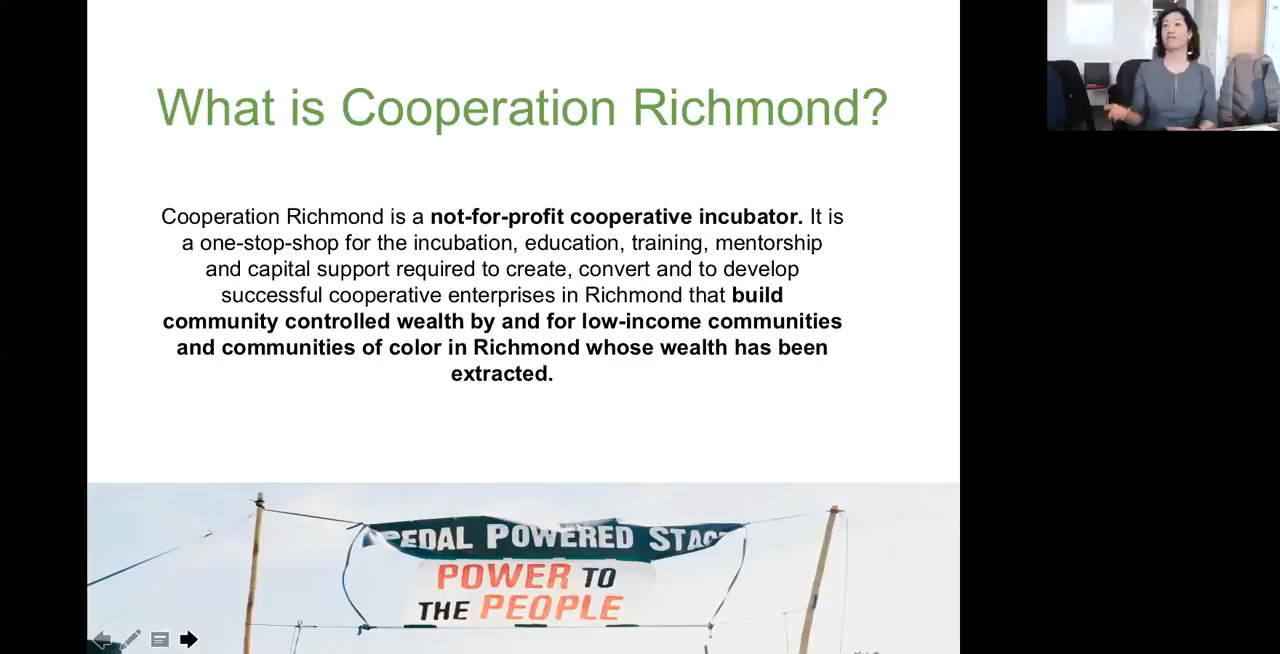 What is Cooperation Richmond?
Cooperation Richmond is a not-for-profit cooperative incubator. It is
a one-stop-shop for the incubation, education, training, mentorship
and capital support required to create, convert and to develop
successful cooperative enterprises in Richmond that build
community controlled wealth by and for low-income communities
and communities of color in Richmond whose wealth has been
extracted.
PEDAL POWERED STAGE
POWER TO
THE PEOPLE